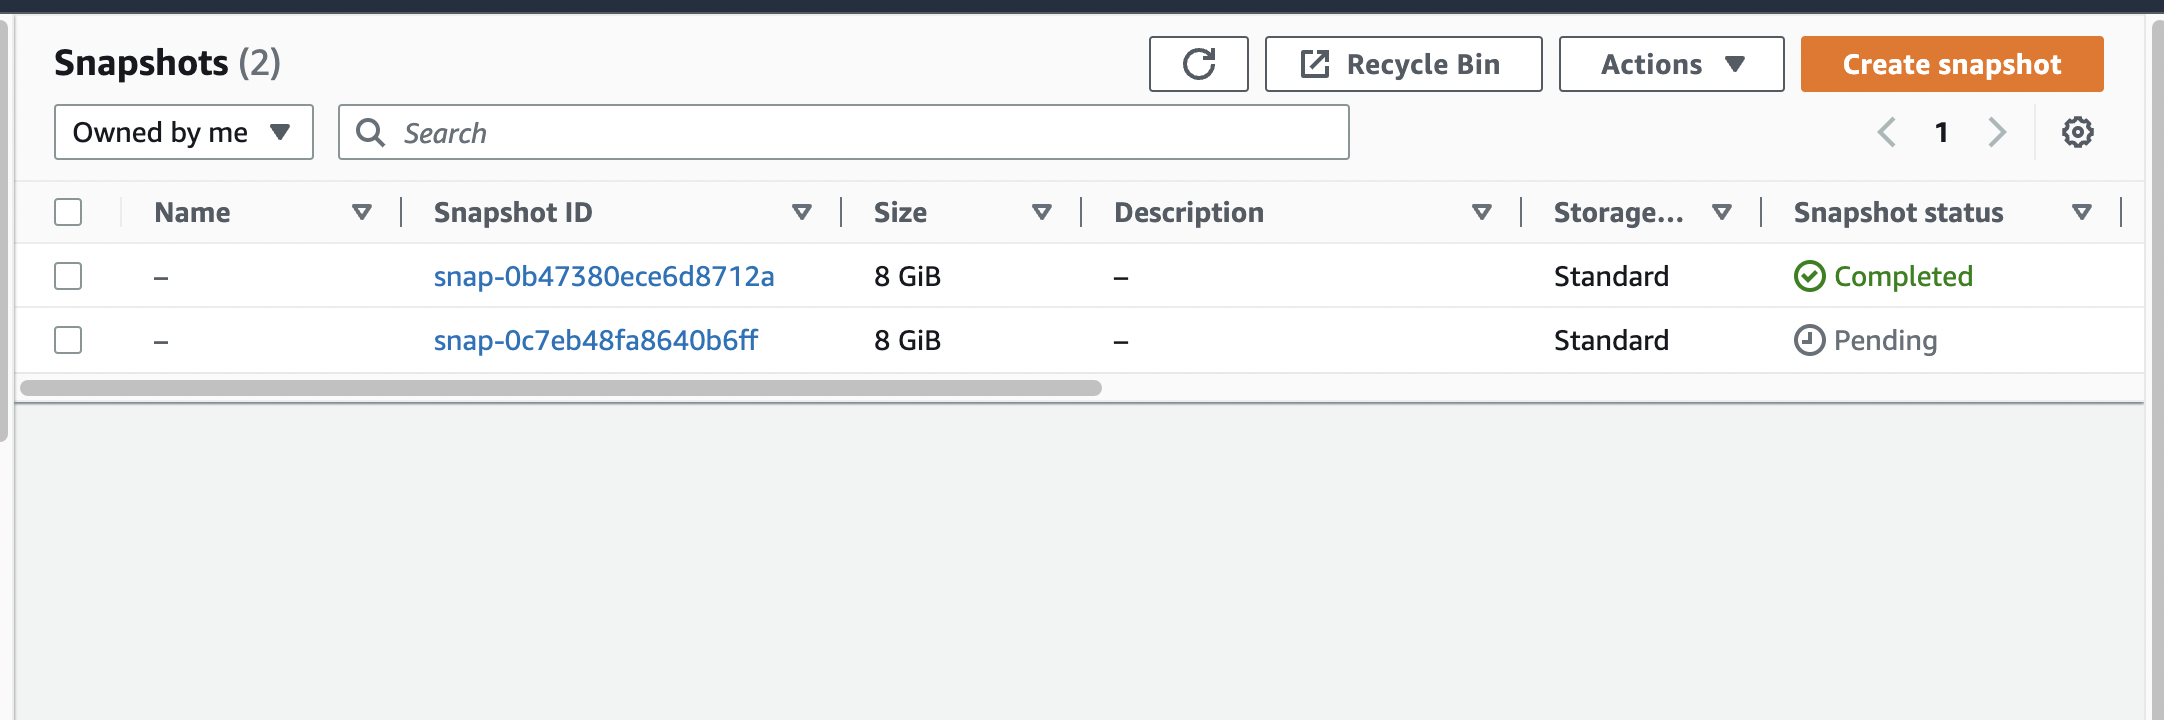 Snapshots (2)
Recycle Bin
Actions
Create snapshot
Owned by me
Search
1
Name Snapshot ID Size Description Storage... Snapshot status
– snap-0b47380ece6d8712a 8 GiB – Standard Completed
– snap-0c7eb48fa8640b6ff 8 GiB – Standard Pending